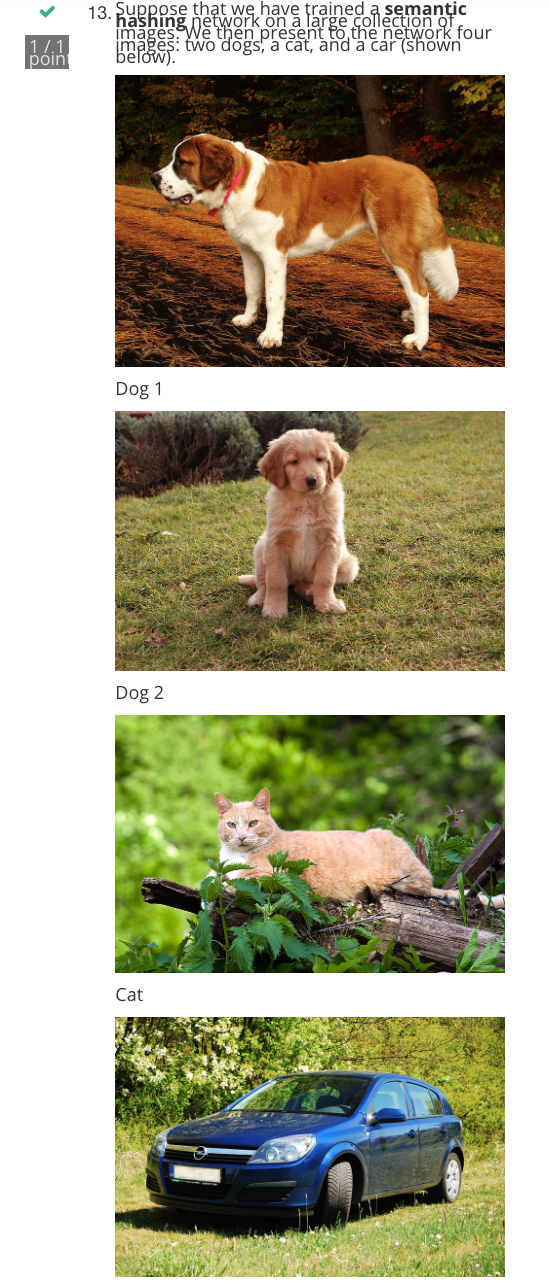 13. Suppose that we have trained a semantic
hashing network on a large collection of
images. We then present to the network four
images: two dogs, a cat, and a car (shown
below).
1 / 1
point
Dog 1
Dog 2
Cat